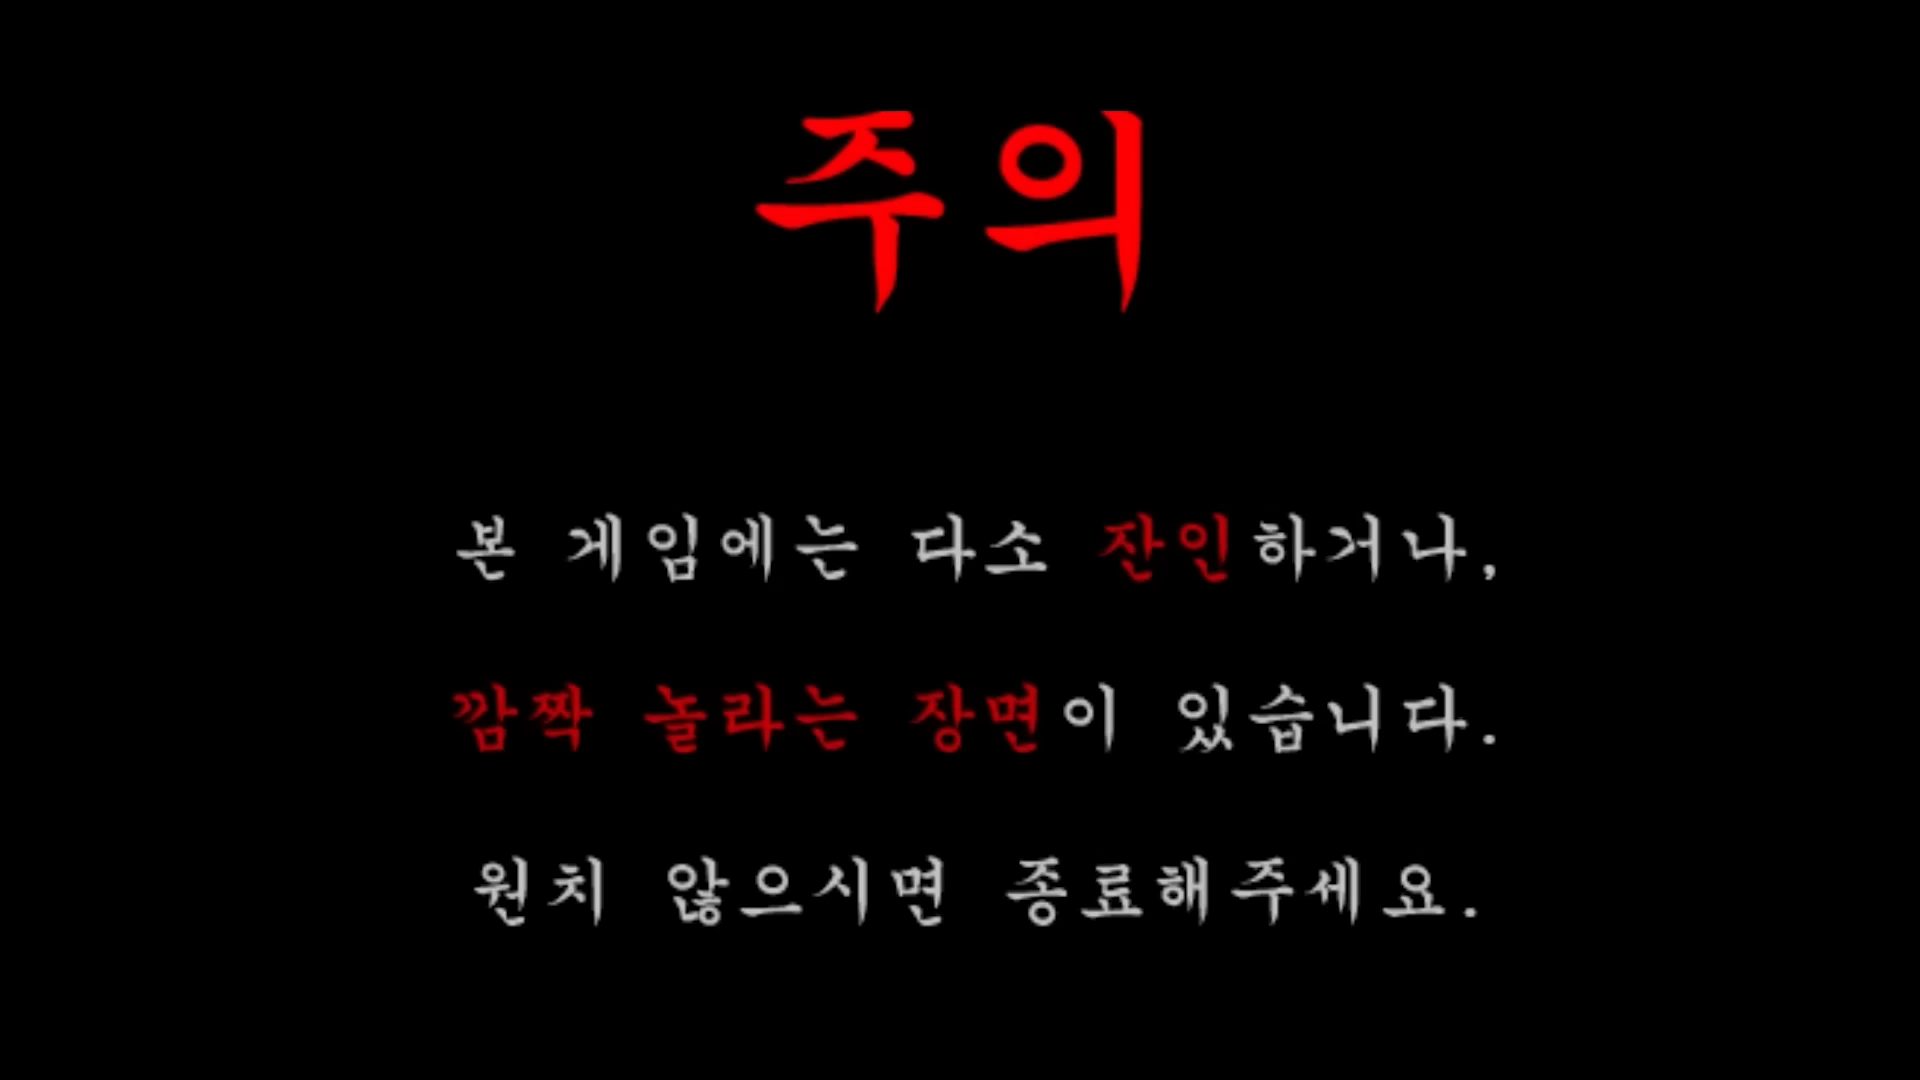 주의
본 게임에는 다소 잔인하거나,
깜짝 놀라는 장면이 있습니다.
원치 않으시면 종료해주세요.